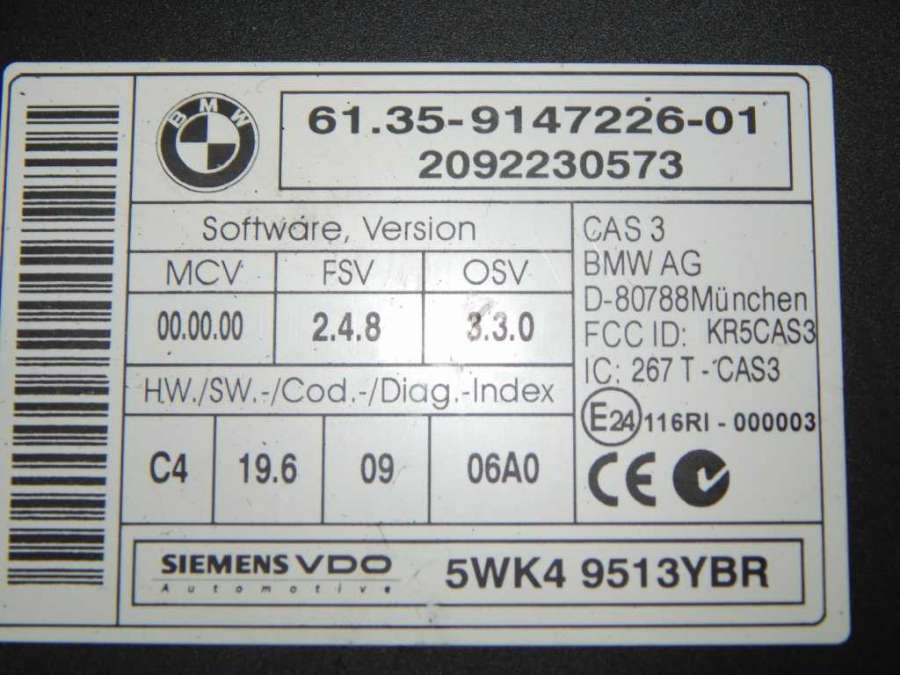 BMW
61.35-9147226-01
2092230573
Software, Version
MCV FSV OSV
00.00.00 2.4.8 3.3.0
H.W./SW.-/Cod.-/Diag.-Index
C4 19.6 09 06A0
CAS 3
BMW AG
D-80788München
FCC ID: KR5CAS3
IC: 267 T - CAS3
E24 116RI - 000003
CE
SIEMENS VDO
Automotive
5WK4 9513YBR